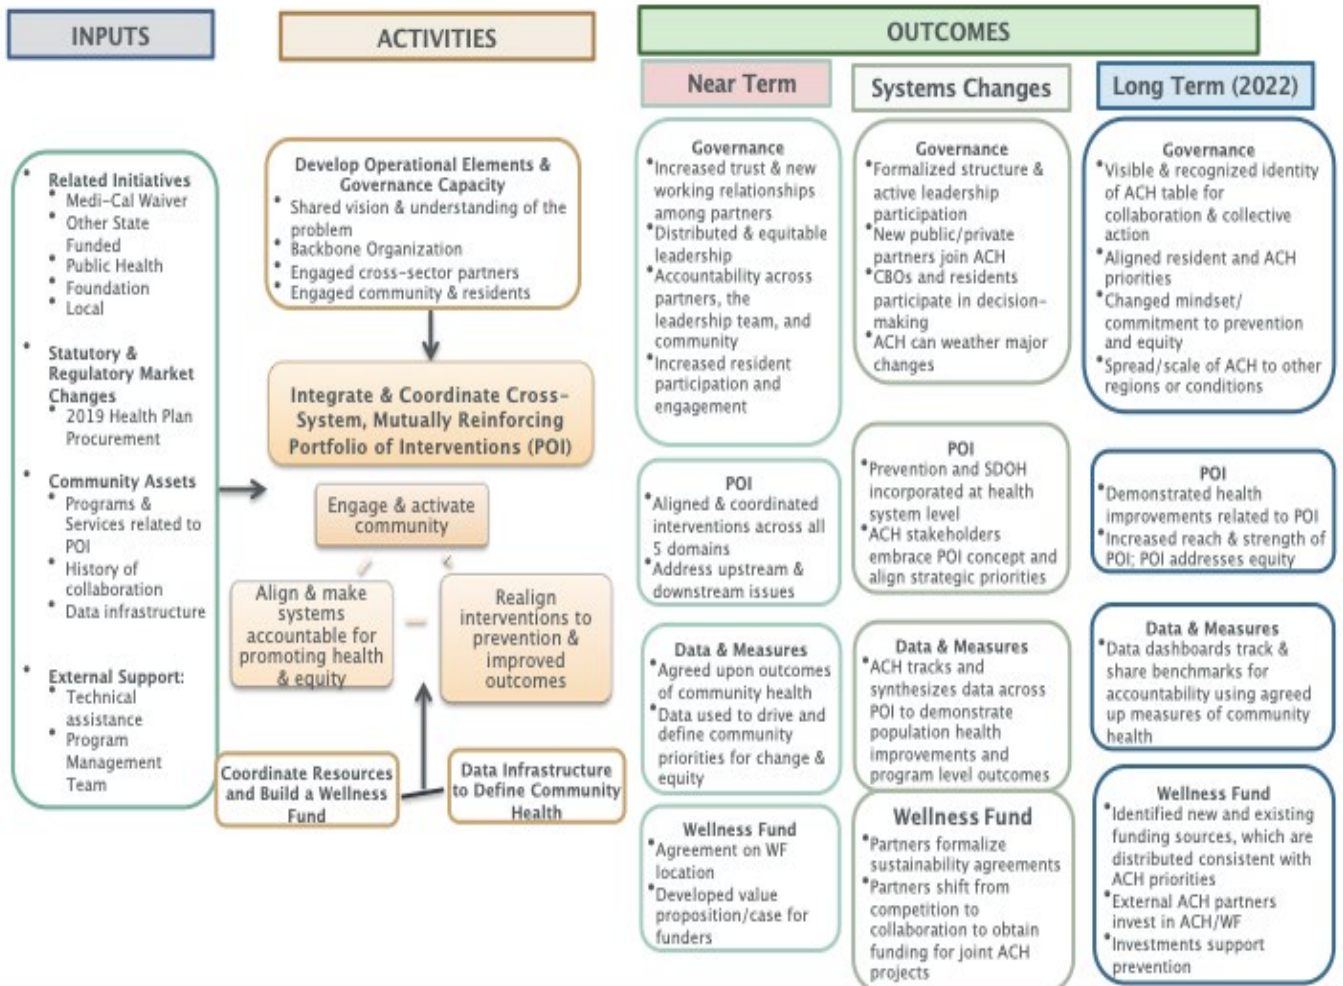 INPUTS
ACTIVITIES
OUTCOMES
Near Term
Systems Changes
Long Term (2022)
• Related Initiatives
• Medi-Cal Waiver
• Other State
Funded
• Public Health
• Foundation
• Local
• Statutory &
Regulatory Market
Changes
• 2019 Health Plan
Procurement
• Community Assets
• Programs &
Services related to
POI
• History of
collaboration
• Data infrastructure
• External Support:
• Technical
assistance
• Program
Management
Team
Develop Operational Elements &
Governance Capacity
• Shared vision & understanding of the
problem
• Backbone Organization
• Engaged cross-sector partners
• Engaged community & residents
Integrate & Coordinate Cross-
System, Mutually Reinforcing
Portfolio of Interventions (POI)
Engage & activate
community
Align & make
systems
accountable for
promoting health
& equity
Realign
interventions to
prevention &
improved
outcomes
Coordinate Resources
and Build a Wellness
Fund
Data Infrastructure
to Define Community
Health
Governance
•Increased trust & new
working relationships
among partners
•Distributed & equitable
leadership
•Accountability across
partners, the
leadership team, and
community
•Increased resident
participation and
engagement
POI
•Aligned & coordinated
interventions across all
5 domains
•Address upstream &
downstream issues
Data & Measures
•Agreed upon outcomes
of community health
•Data used to drive and
define community
priorities for change &
equity
Wellness Fund
•Agreement on WF
location
•Developed value
proposition/case for
funders
Governance
•Formalized structure &
active leadership
participation
•New public/private
partners join ACH
•CBOs and residents
participate in decision-
making
•ACH can weather major
changes
POI
•Prevention and SDOH
incorporated at health
system level
•ACH stakeholders
embrace POI concept and
align strategic priorities
Data & Measures
•ACH tracks and
synthesizes data across
POI to demonstrate
population health
improvements and
program level outcomes
Wellness Fund
•Partners formalize
sustainability agreements
•Partners shift from
competition to
collaboration to obtain
funding for joint ACH
projects
Governance
•Visible & recognized identity
of ACH table for
collaboration & collective
action
•Aligned resident and ACH
priorities
•Changed mindset/
commitment to prevention
and equity
•Spread/scale of ACH to other
regions or conditions
POI
•Demonstrated health
improvements related to POI
•Increased reach & strength of
POI; POI addresses equity
Data & Measures
•Data dashboards track &
share benchmarks for
accountability using agreed
up measures of community
health
Wellness Fund
•Identified new and existing
funding sources, which are
distributed consistent with
ACH priorities
•External ACH partners
invest in ACH/WF
•Investments support
prevention